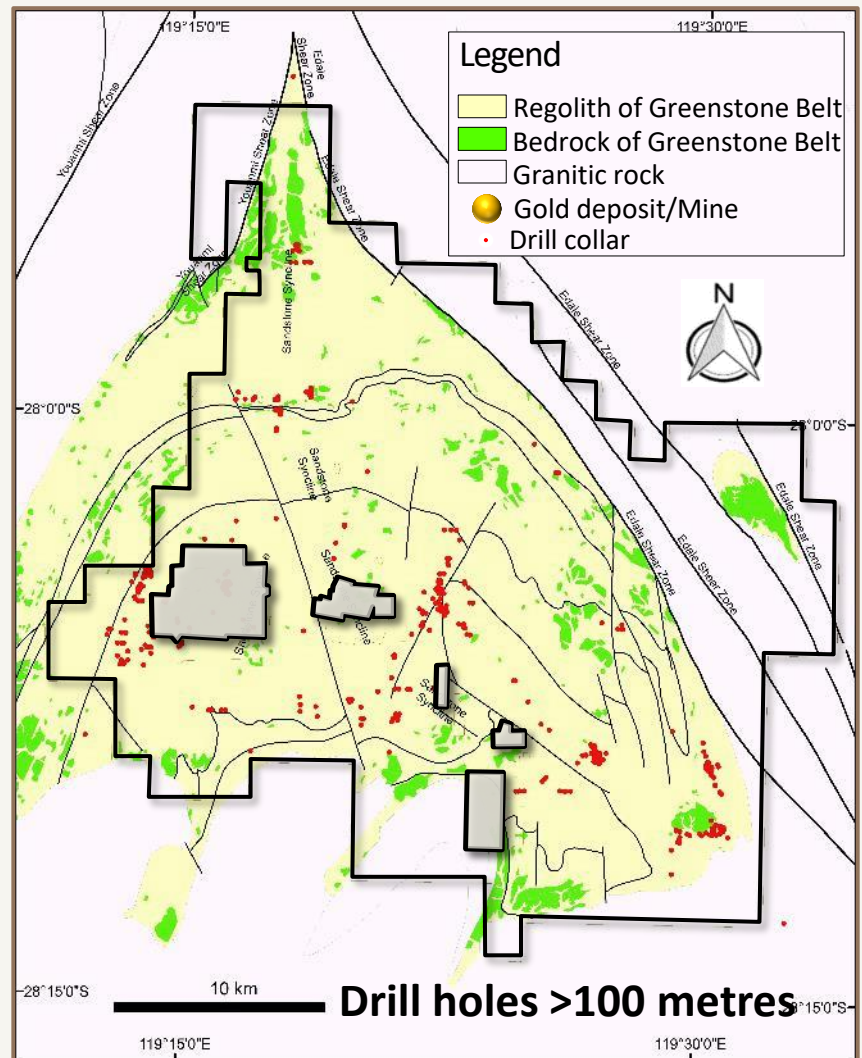 119°15'0"E
119°30'0"E
Legend
Regolith of Greenstone Belt
Bedrock of Greenstone Belt
Granitic rock
Gold deposit/Mine
Drill collar
Youanmi Shear Zone
Edale
Shear Zone
Youanmi Shear Zone
Edale Shear Zone
Youanmi
Shear Zone
Sandstone Syncline
Edale Shear Zone
N
28°0'0"S
0'0"S
Sandstone
Syncline
Edale Shear Zone
Edale Shear Zone
Edale Shear Zone
Syncline
28°15'0"S
10 km
Drill holes >100 metres
15'0"S
119°15'0"E
119°30'0"E